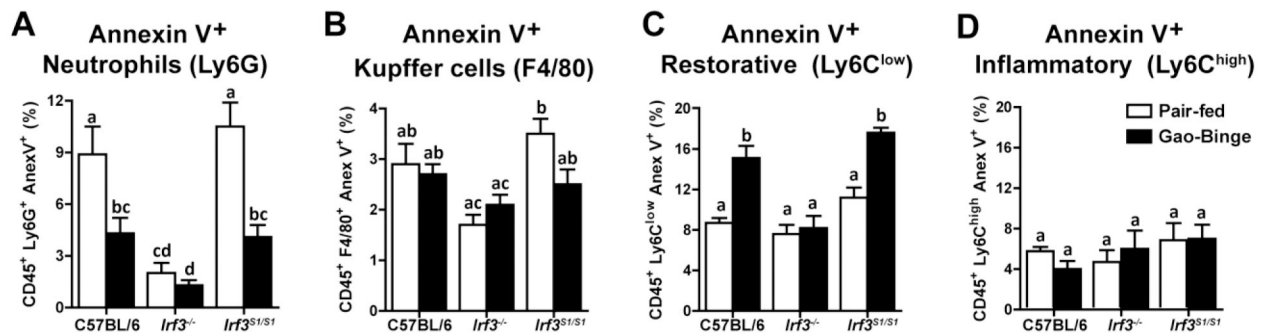 A
Annexin V⁺
Neutrophils (Ly6G)
CD45⁺ Ly6G⁺ AnexV⁺ (%)
12
9
6
3
0
a
bc
cd
d
a
bc
C57BL/6
Irf3⁻/⁻
Irf3ˢ¹/ˢ¹
B
Annexin V⁺
Kupffer cells (F4/80)
CD45⁺ F4/80⁺ Anex V⁺ (%)
4
3
2
1
0
ab
ab
ac
ac
b
ab
C57BL/6
Irf3⁻/⁻
Irf3ˢ¹/ˢ¹
C
Annexin V⁺
Restorative (Ly6Cˡᵒʷ)
CD45⁺ Ly6Cˡᵒʷ Anex V⁺ (%)
20
16
12
8
4
0
a
b
a
a
a
b
C57BL/6
Irf3⁻/⁻
Irf3ˢ¹/ˢ¹
D
Annexin V⁺
Inflammatory (Ly6Cʰⁱᵍʰ)
CD45⁺ Ly6Cʰⁱᵍʰ Anex V⁺ (%)
20
16
12
8
4
0
Pair-fed
Gao-Binge
a
a
a
a
a
a
C57BL/6
Irf3⁻/⁻
Irf3ˢ¹/ˢ¹